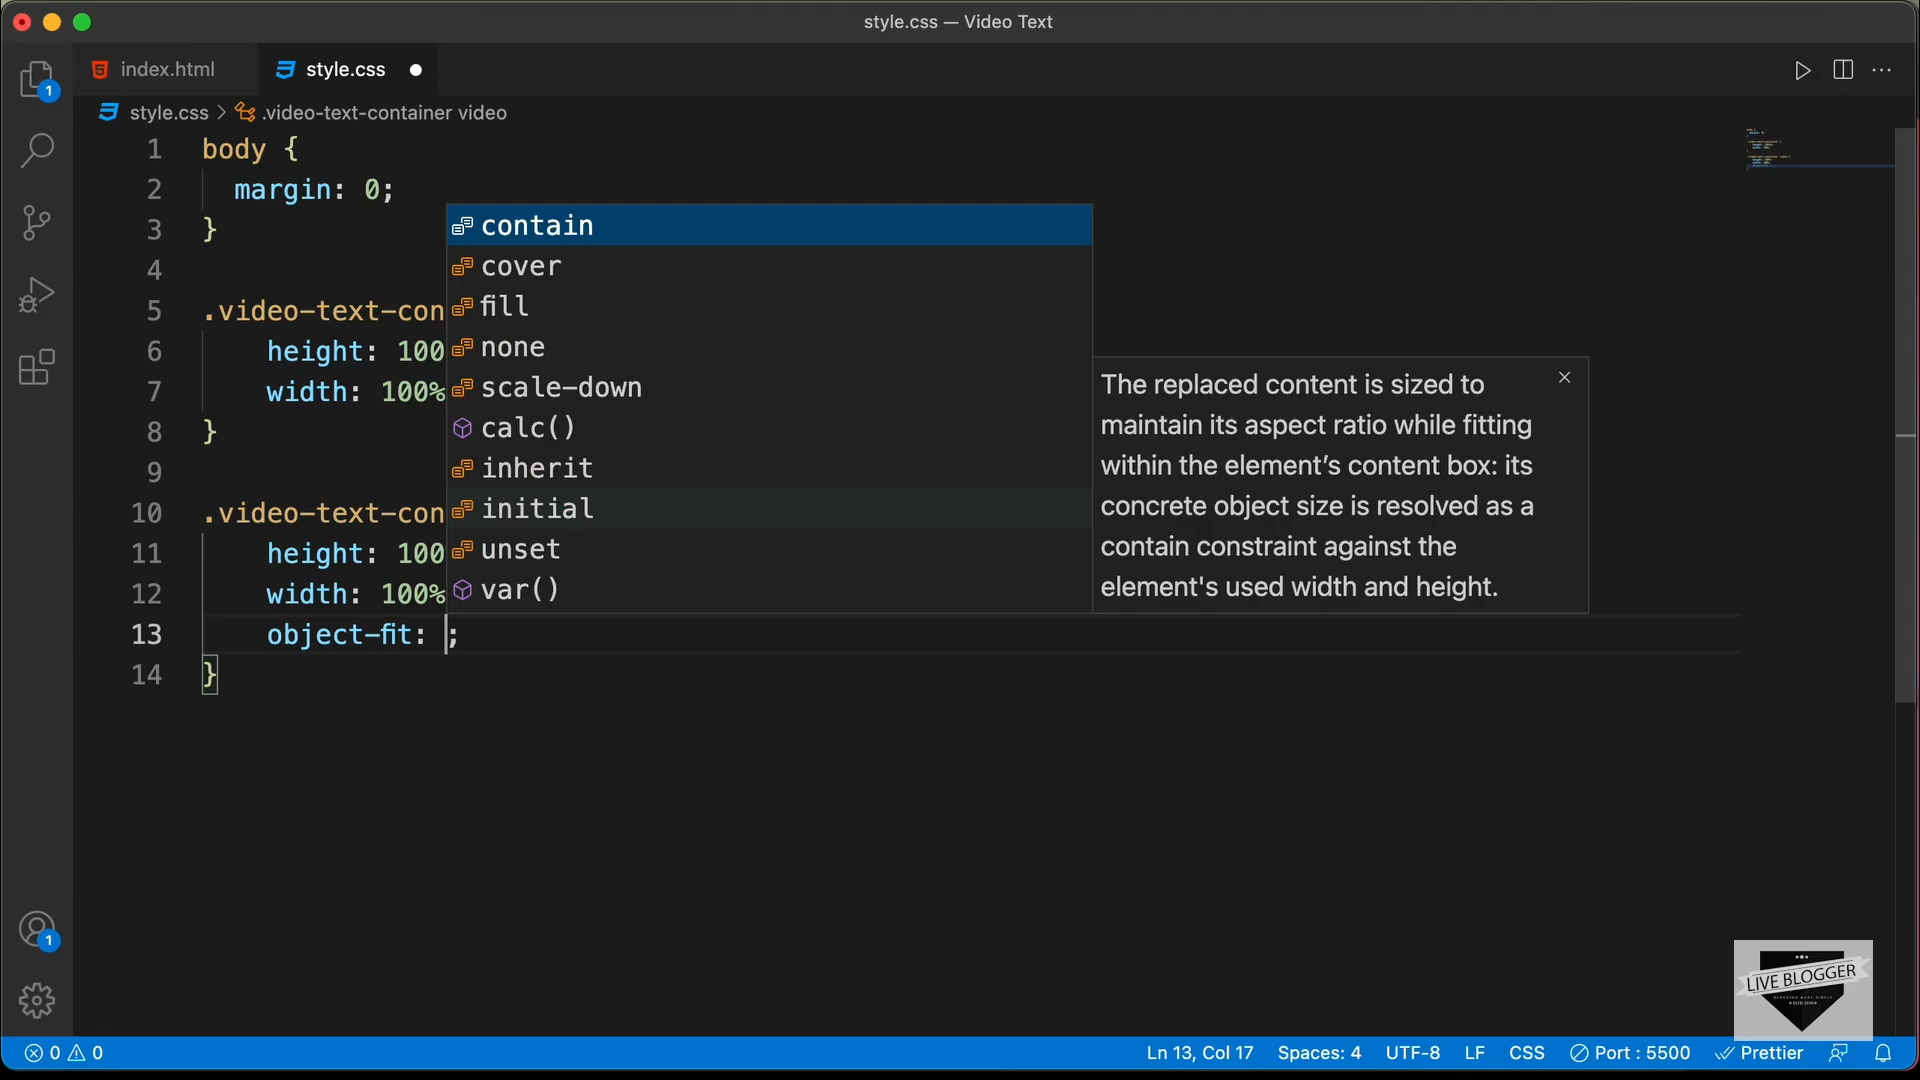 style.css — Video Text
index.html
style.css
style.css > .video-text-container video
1 body {
2 margin: 0;
3 }
4
5 .video-text-con
6 height: 100
7 width: 100%
8 }
9
10 .video-text-con
11 height: 100
12 width: 100%
13 object-fit: ;
14 }
contain
cover
fill
none
scale-down
calc()
inherit
initial
unset
var()
The replaced content is sized to
maintain its aspect ratio while fitting
within the element’s content box: its
concrete object size is resolved as a
contain constraint against the
element's used width and height.
1
1
LIVE BLOGGER
0 0
Ln 13, Col 17 Spaces: 4 UTF-8 LF CSS Port : 5500 Prettier